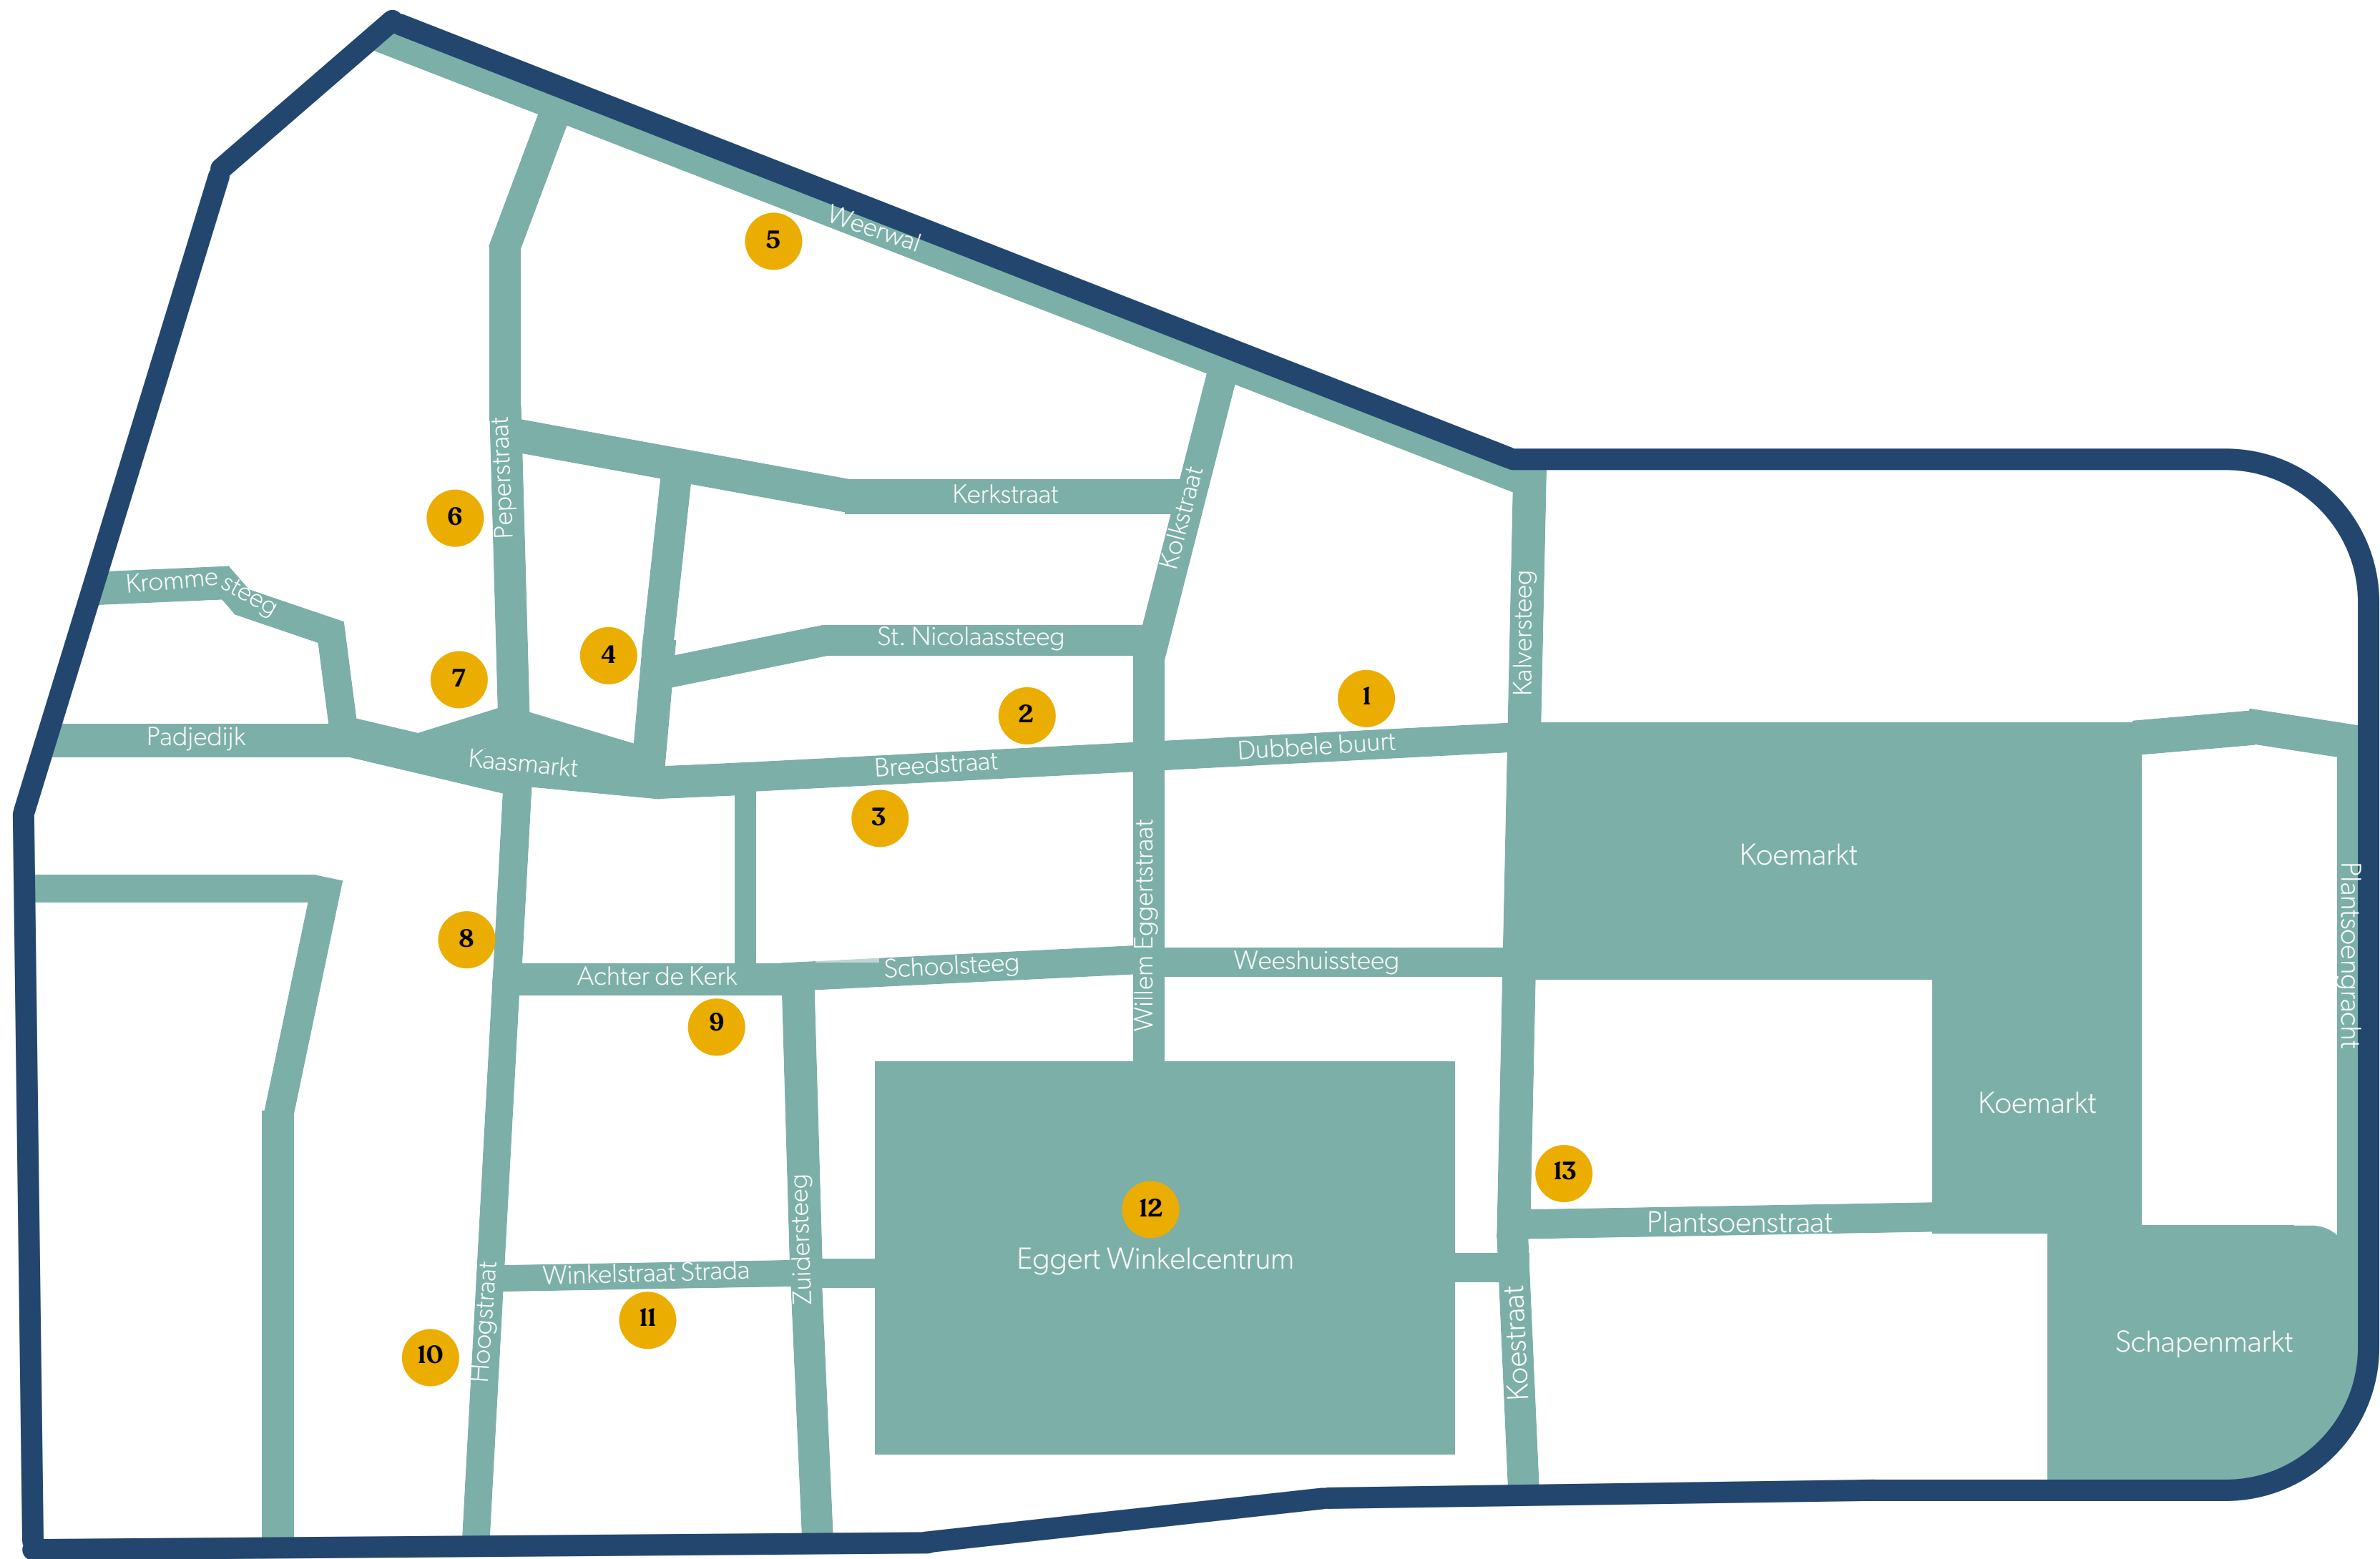 Weerwal
5
Peperstraat
Kerkstraat
6
Kolkstraat
Kromme steeg
Kalversteeg
4
St. Nicolaassteeg
7
1
2
Padjedijk
Kaasmarkt
Breedstraat
Dubbele buurt
3
Koemarkt
Willem Eggertstraat
Plantsoengracht
8
Achter de Kerk
Schoolsteeg
Weeshuissteeg
9
Koemarkt
13
12
Plantsoenstraat
Eggert Winkelcentrum
Zuidersteeg
Winkelstraat Strada
Hoogstraat
11
10
Koestraat
Schapenmarkt